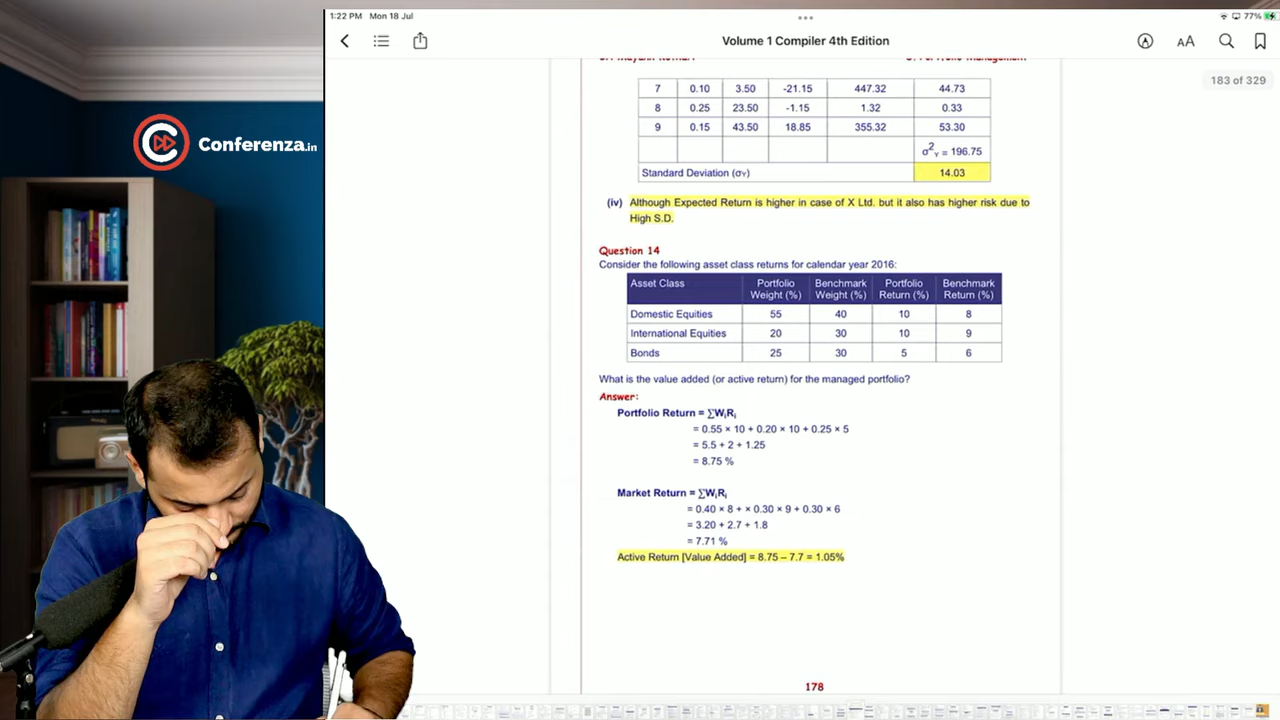 1:22 PM Mon 18 Jul
77%
Volume 1 Compiler 4th Edition
AA
183 of 329
Conferenza.in
7 0.10 3.50 -21.15 447.32 44.73
8 0.25 23.50 -1.15 1.32 0.33
9 0.15 43.50 18.85 355.32 53.30
σ²Y = 196.75
Standard Deviation (σY) 14.03
(iv) Although Expected Return is higher in case of X Ltd. but it also has higher risk due to
High S.D.
Question 14
Consider the following asset class returns for calendar year 2016:
Asset Class Portfolio Weight (%) Benchmark Weight (%) Portfolio Return (%) Benchmark Return (%)
Domestic Equities 55 40 10 8
International Equities 20 30 10 9
Bonds 25 30 5 6
What is the value added (or active return) for the managed portfolio?
Answer:
Portfolio Return = ∑WiRi
= 0.55 × 10 + 0.20 × 10 + 0.25 × 5
= 5.5 + 2 + 1.25
= 8.75 %
Market Return = ∑WiRi
= 0.40 × 8 + × 0.30 × 9 + 0.30 × 6
= 3.20 + 2.7 + 1.8
= 7.71 %
Active Return [Value Added] = 8.75 – 7.7 = 1.05%
178